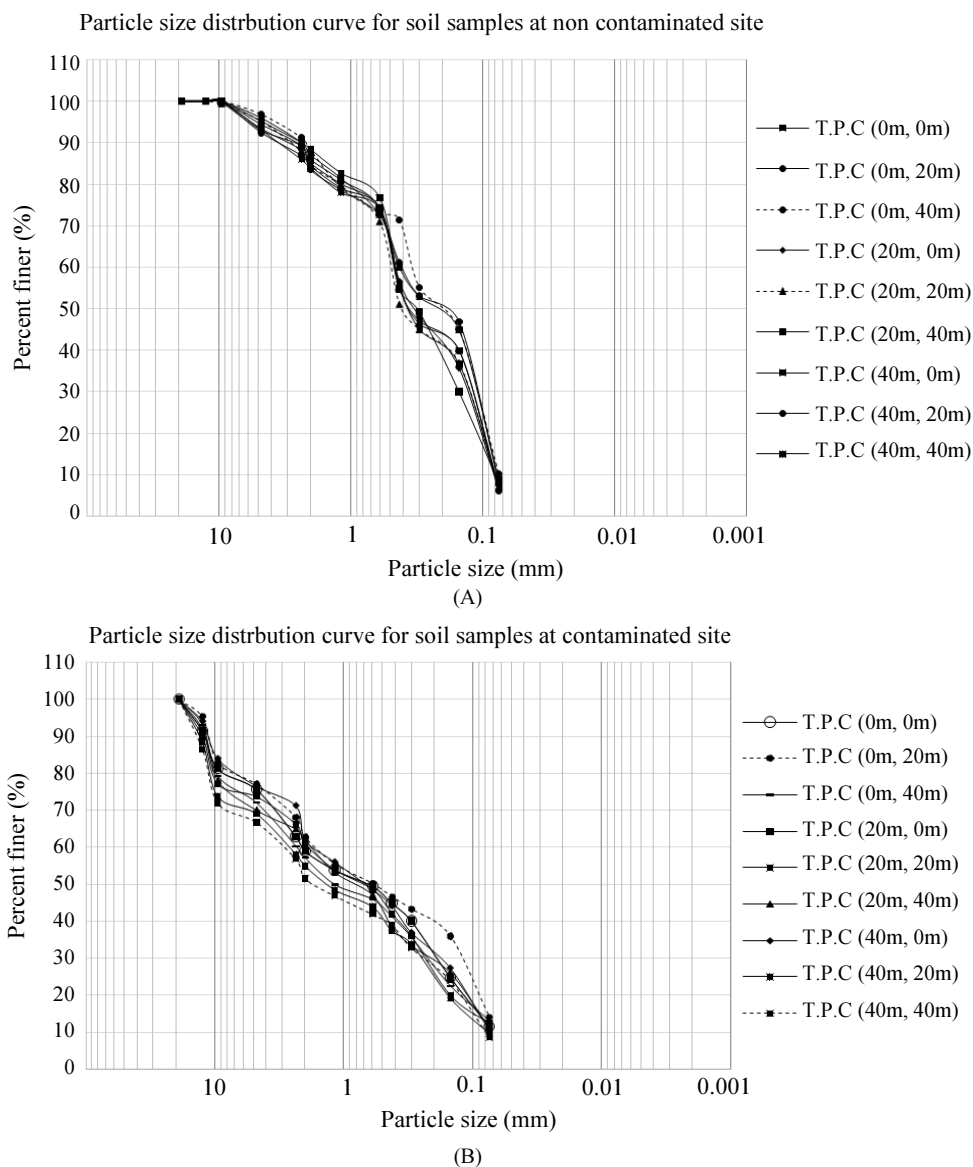 Particle size distrbution curve for soil samples at non contaminated site
110
100
90
80
70
60
50
40
30
20
10
0
Percent finer (%)
10
1
0.1
0.01
0.001
Particle size (mm)
T.P.C (0m, 0m)
T.P.C (0m, 20m)
T.P.C (0m, 40m)
T.P.C (20m, 0m)
T.P.C (20m, 20m)
T.P.C (20m, 40m)
T.P.C (40m, 0m)
T.P.C (40m, 20m)
T.P.C (40m, 40m)
(A)
Particle size distrbution curve for soil samples at contaminated site
110
100
90
80
70
60
50
40
30
20
10
0
Percent finer (%)
10
1
0.1
0.01
0.001
Particle size (mm)
T.P.C (0m, 0m)
T.P.C (0m, 20m)
T.P.C (0m, 40m)
T.P.C (20m, 0m)
T.P.C (20m, 20m)
T.P.C (20m, 40m)
T.P.C (40m, 0m)
T.P.C (40m, 20m)
T.P.C (40m, 40m)
(B)